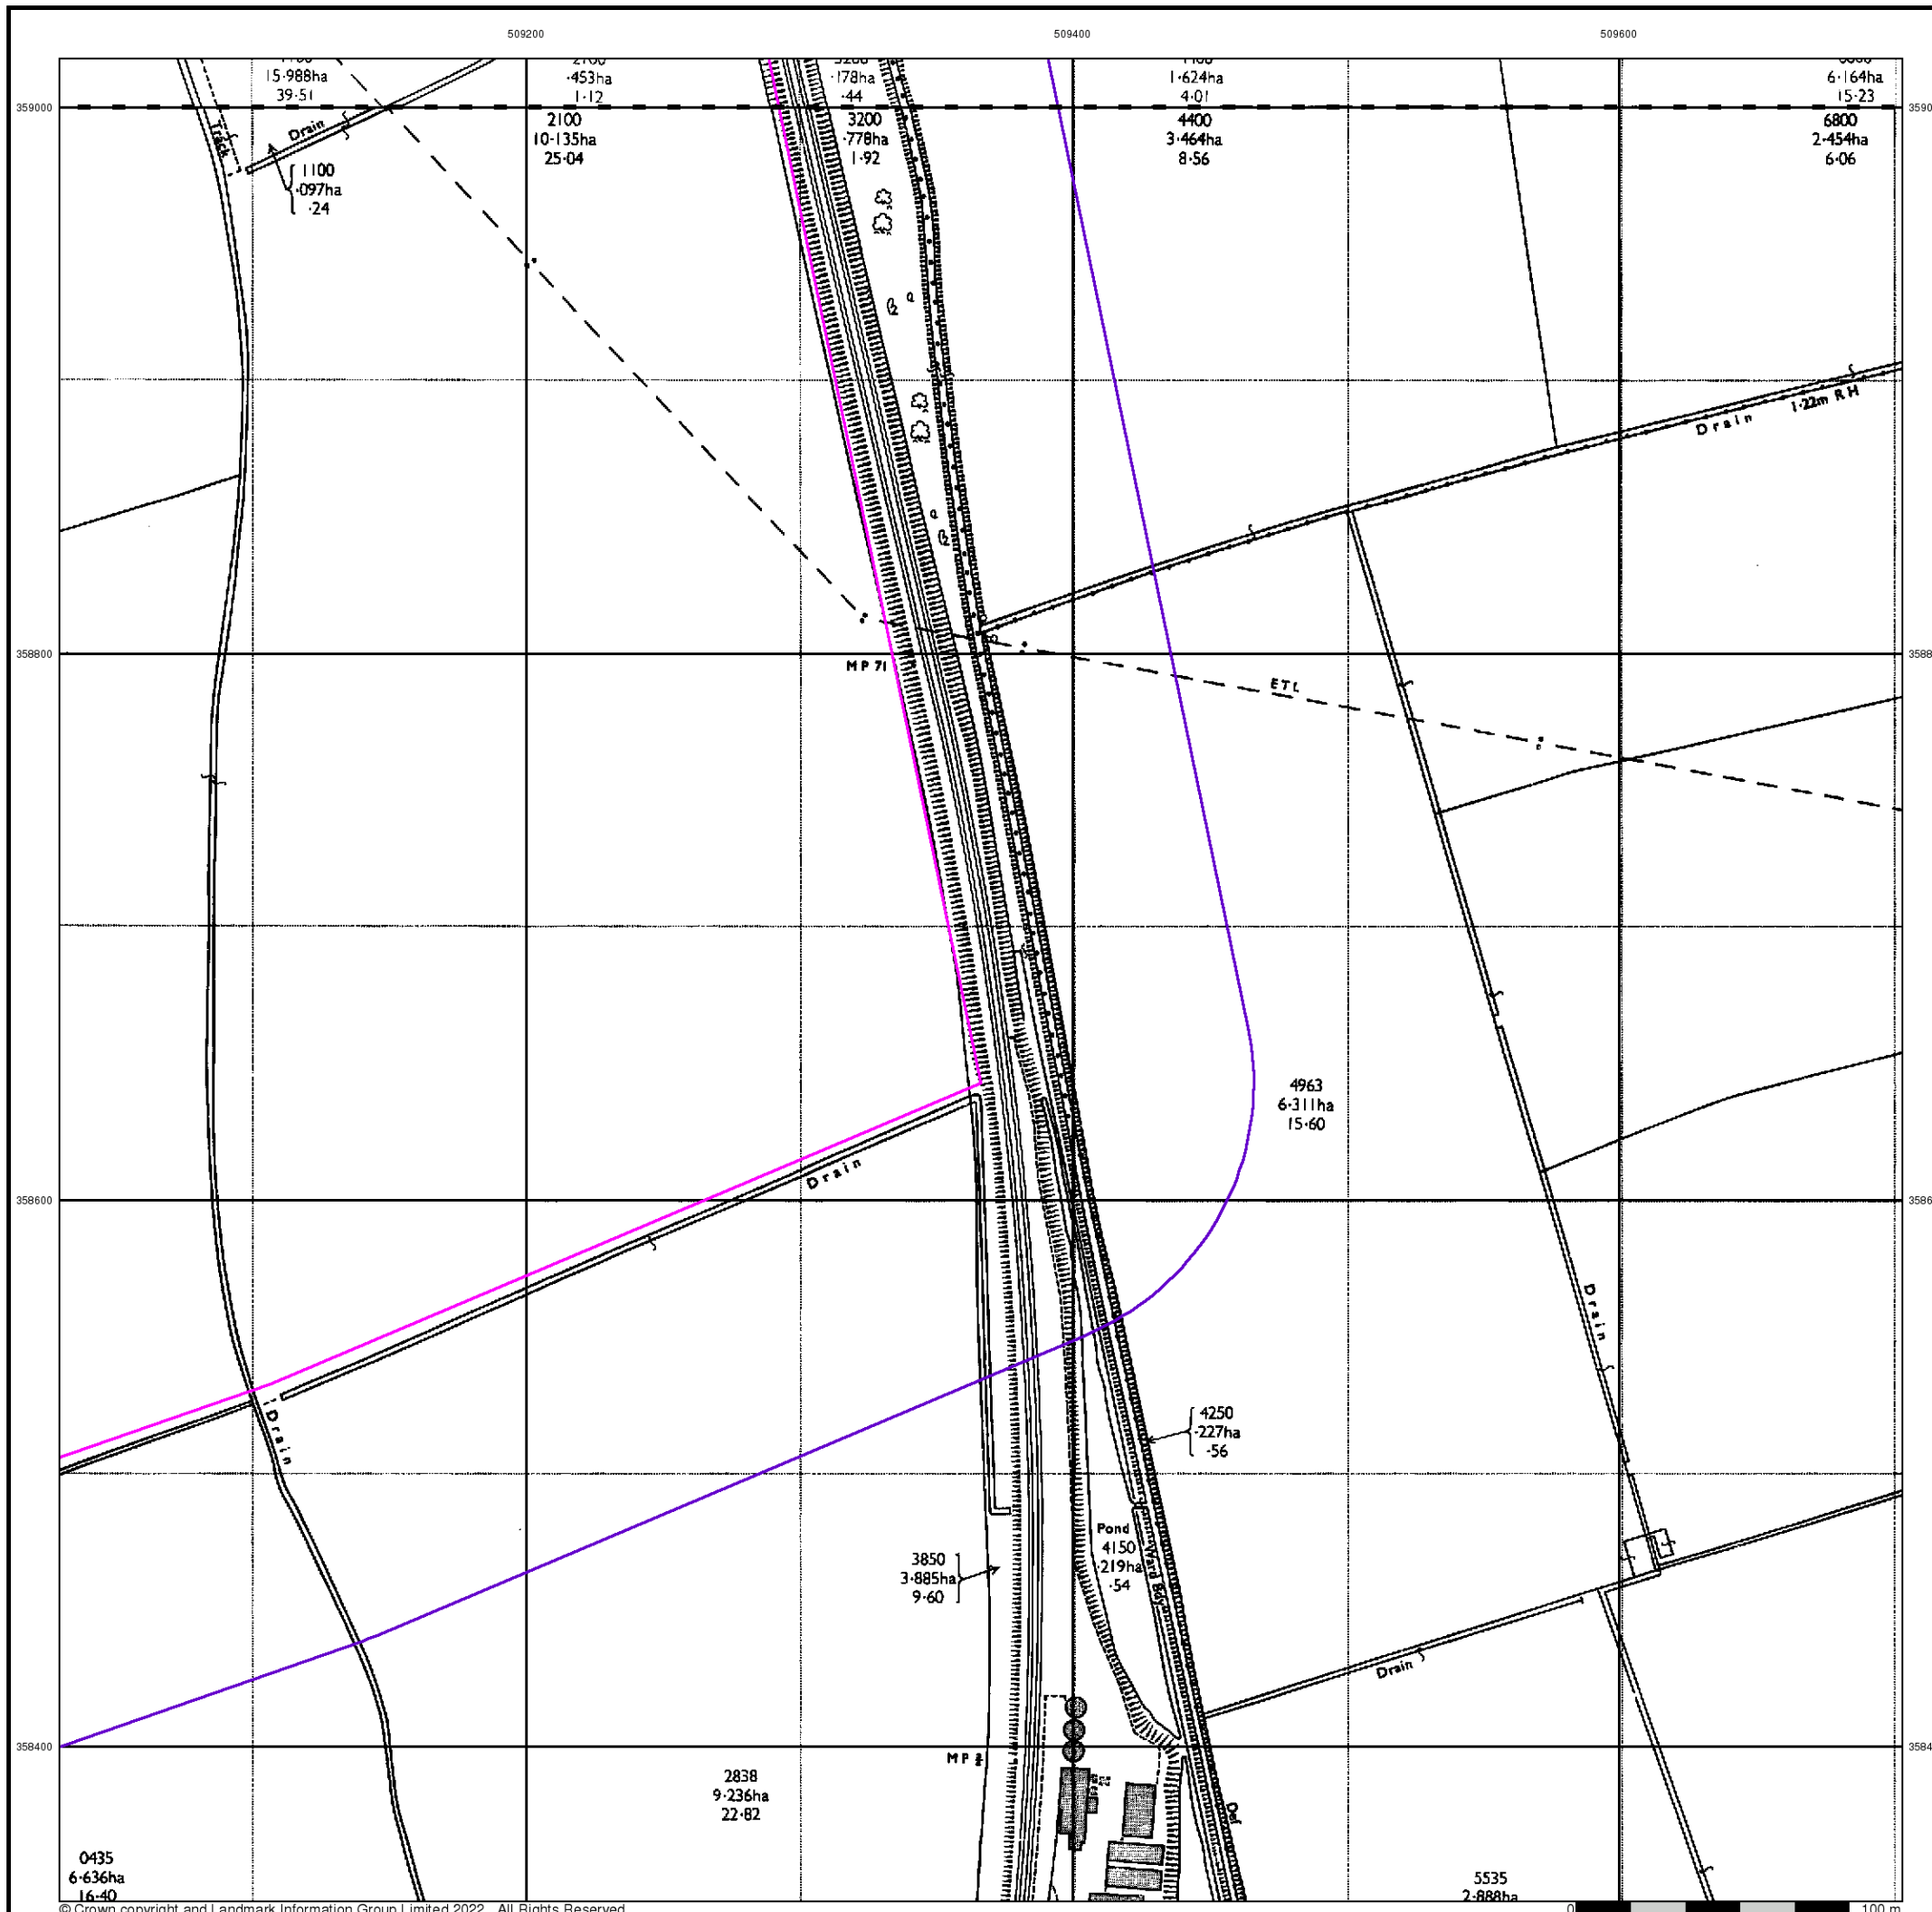 509200
509400
509600
15·988ha
39·51
·453ha
1·12
·178ha
·44
1·624ha
4·01
6·164ha
15·23
359000
2100
10·135ha
25·04
3200
·778ha
1·92
4400
3·464ha
8·56
6800
2·454ha
6·06
Track
Drain
1100
·097ha
·24
1·22m RH
Drain
358800
MP 71
ETL
4963
6·311ha
15·60
Drain
358600
Drain
Drain
4250
·227ha
·56
Pond
4150
·219ha
·54
Ward Bdy
3850
3·885ha
9·60
Drain
358400
MP
2838
9·236ha
22·82
Def
0435
6·636ha
16·40
5535
2·888ha
© Crown copyright and Landmark Information Group Limited 2022. All Rights Reserved.
0
100 m